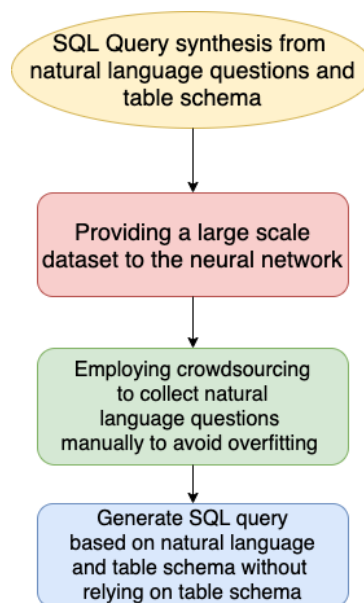 SQL Query synthesis from
natural language questions and
table schema
Providing a large scale
dataset to the neural network
Employing crowdsourcing
to collect natural
language questions
manually to avoid overfitting
Generate SQL query
based on natural language
and table schema without
relying on table schema